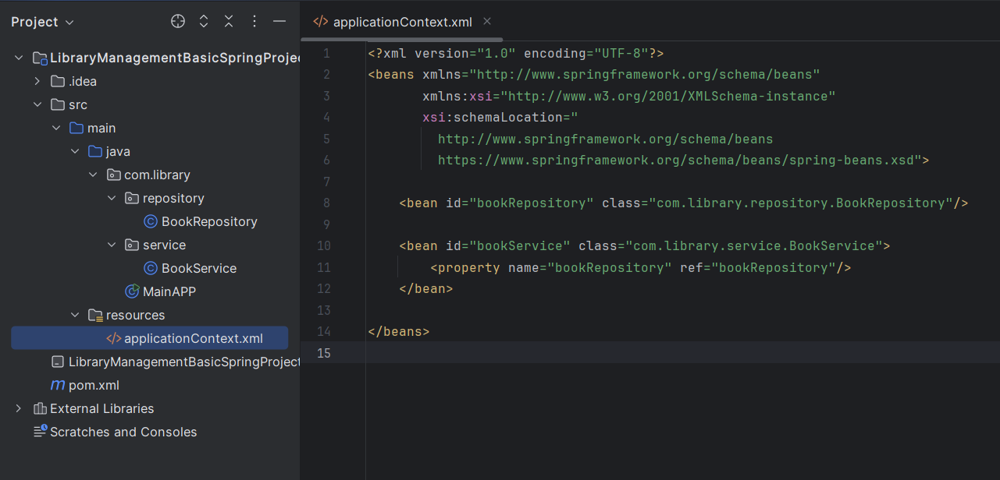 Project
LibraryManagementBasicSpringProje
.idea
src
main
java
com.library
repository
BookRepository
service
BookService
MainAPP
resources
applicationContext.xml
LibraryManagementBasicSpringProject
pom.xml
External Libraries
Scratches and Consoles
applicationContext.xml
1 <?xml version="1.0" encoding="UTF-8"?>
2 <beans xmlns="http://www.springframework.org/schema/beans"
3 xmlns:xsi="http://www.w3.org/2001/XMLSchema-instance"
4 xsi:schemaLocation="
5 http://www.springframework.org/schema/beans
6 https://www.springframework.org/schema/beans/spring-beans.xsd">
7
8 <bean id="bookRepository" class="com.library.repository.BookRepository"/>
9
10 <bean id="bookService" class="com.library.service.BookService">
11 <property name="bookRepository" ref="bookRepository"/>
12 </bean>
13
14 </beans>
15